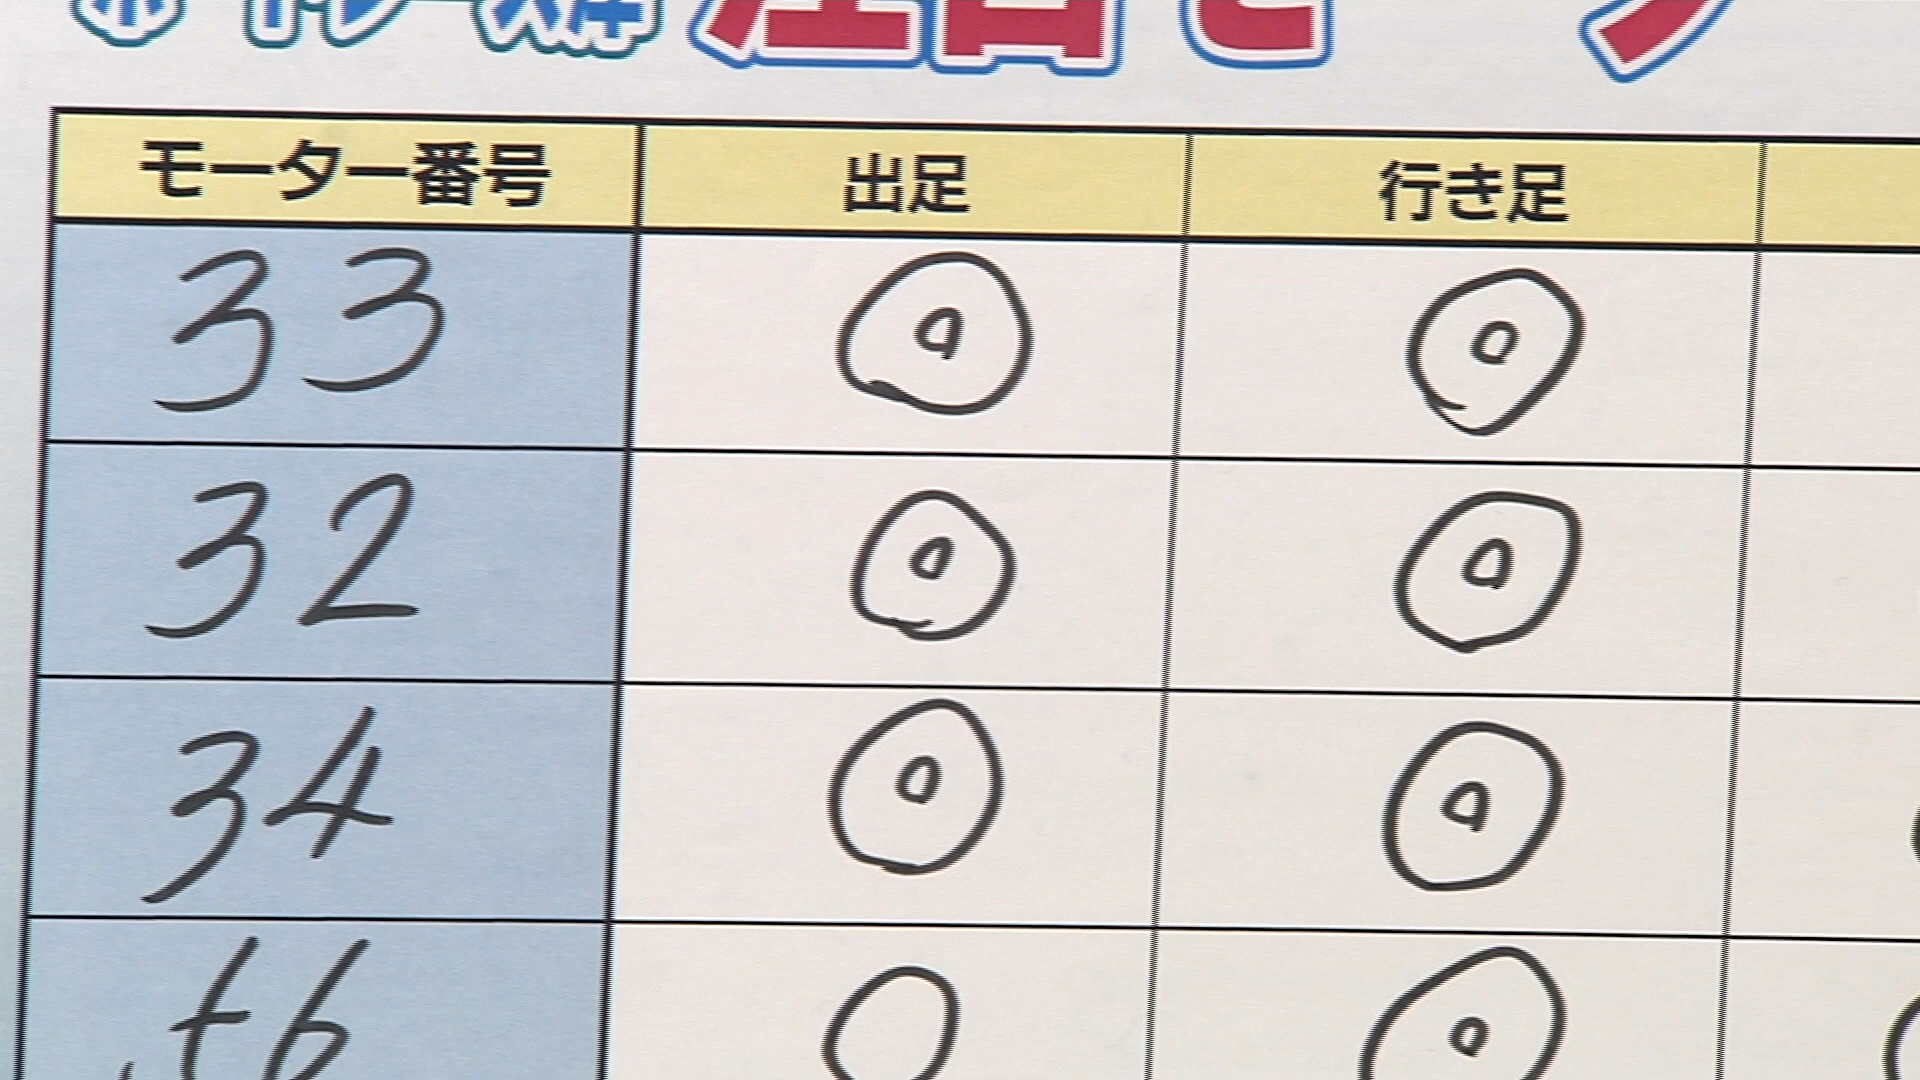 モーター番号 出足 行き足
33 ◎ ◎
32 ◎ ◎
34 ◎ ◎
○ ◎